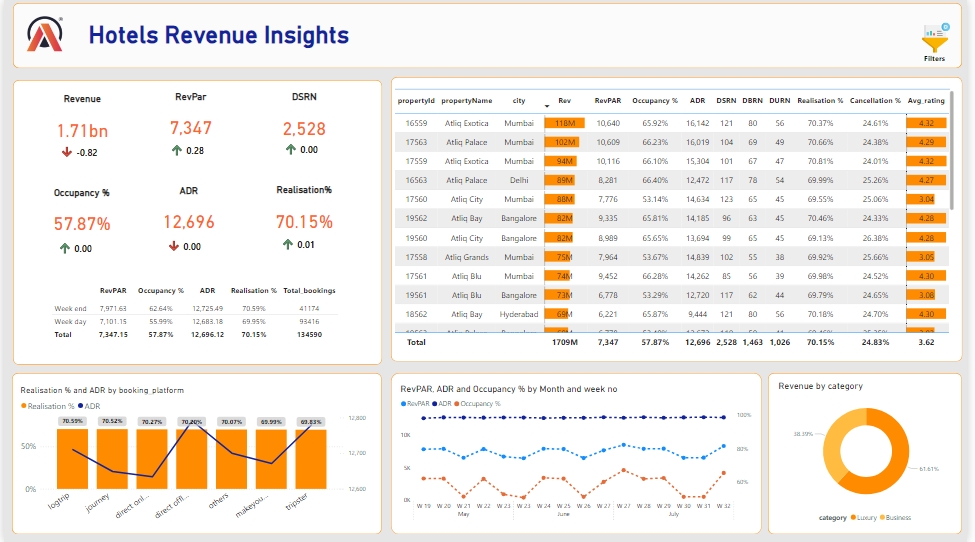 Hotels Revenue Insights
Filters
Revenue
RevPar
DSRN
1.71bn
7,347
2,528
-0.82
0.28
0.00
Occupancy %
ADR
Realisation%
57.87%
12,696
70.15%
0.00
0.00
0.01
RevPAR Occupancy % ADR Realisation % Total_bookings
Week end 7,971.63 62.64% 12,725.49 70.59% 41174
Week day 7,101.15 55.99% 12,683.18 69.95% 93416
Total 7,347.15 57.87% 12,696.12 70.15% 134590
propertyId propertyName city Rev RevPAR Occupancy % ADR DSRN DBRN DURN Realisation % Cancellation % Avg_rating
16559 Atliq Exotica Mumbai 118M 10,640 65.92% 16,142 121 80 56 70.37% 24.61% 4.32
17563 Atliq Palace Mumbai 102M 10,609 66.23% 16,019 104 69 49 70.66% 24.38% 4.29
17559 Atliq Exotica Mumbai 94M 10,116 66.10% 15,304 101 67 47 70.81% 24.01% 4.32
16563 Atliq Palace Delhi 89M 8,281 66.40% 12,472 117 78 54 69.99% 25.26% 4.27
17560 Atliq City Mumbai 88M 7,776 53.14% 14,634 123 65 45 69.55% 25.06% 3.04
19562 Atliq Bay Bangalore 82M 9,335 65.81% 14,185 96 63 45 70.46% 24.33% 4.28
19560 Atliq City Bangalore 82M 8,989 65.65% 13,694 99 65 45 69.13% 26.38% 4.28
17558 Atliq Grands Mumbai 75M 7,964 53.67% 14,839 102 55 38 69.92% 25.66% 3.05
17561 Atliq Blu Mumbai 74M 9,452 66.28% 14,262 85 56 39 69.98% 24.52% 4.30
19561 Atliq Blu Bangalore 73M 6,778 53.29% 12,720 117 62 44 69.79% 24.65% 3.08
18562 Atliq Bay Hyderabad 69M 6,221 65.87% 9,444 121 80 56 70.18% 24.70% 4.30
Total 1709M 7,347 57.87% 12,696 2,528 1,463 1,026 70.15% 24.83% 3.62
Realisation % and ADR by booking_platform
Realisation % ADR
70.59% 70.52% 70.27% 70.20% 70.07% 69.99% 69.83%
12,800
50%
12,700
0%
12,600
logtrip journey direct onl... direct offl... others makeyou... tripster
RevPAR, ADR and Occupancy % by Month and week no
RevPAR ADR Occupancy %
100%
10K
80%
5K
60%
0K
W 19 W 20 W 21 W 22 W 23 W 23 W 24 W 25 W 26 W 27 W 28 W 29 W 30 W 31 W 32
May June July
Revenue by category
38.39%
61.61%
category Luxury Business